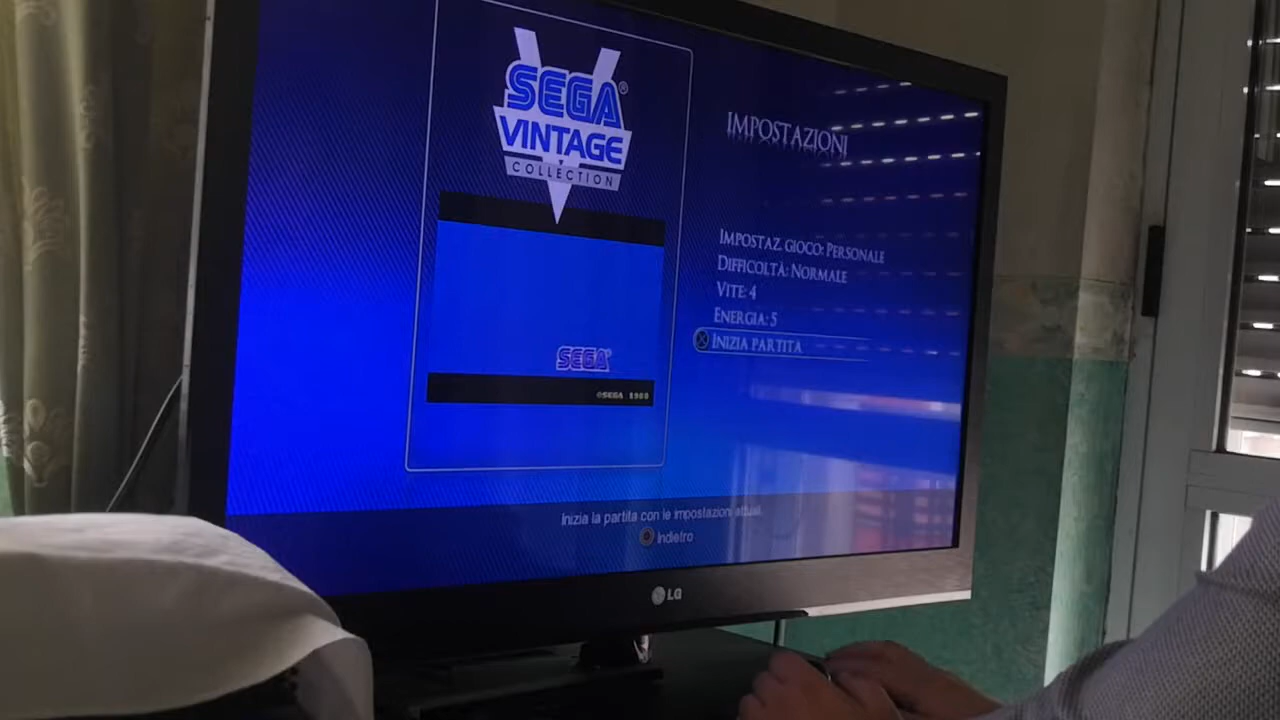 SEGA®
VINTAGE
COLLECTION
SEGA®
©SEGA 1988
IMPOSTAZIONI
IMPOSTAZ. GIOCO: PERSONALE
DIFFICOLTÀ: NORMALE
VITE: 4
ENERGIA: 5
INIZIA PARTITA
Inizia la partita con le impostazioni attuali.
Indietro
LG